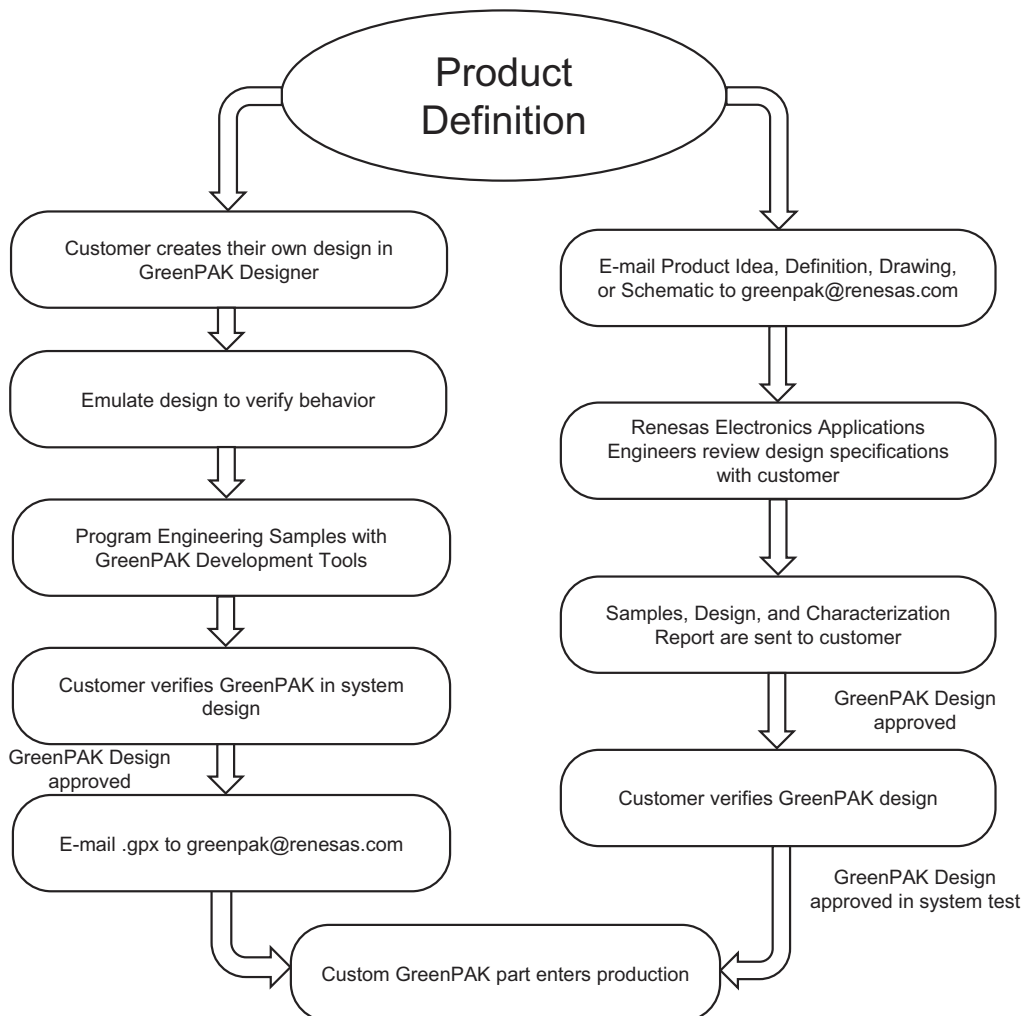 Product
Definition
Customer creates their own design in
GreenPAK Designer
Emulate design to verify behavior
Program Engineering Samples with
GreenPAK Development Tools
Customer verifies GreenPAK in system
design
GreenPAK Design
approved
E-mail .gpx to greenpak@renesas.com
E-mail Product Idea, Definition, Drawing,
or Schematic to greenpak@renesas.com
Renesas Electronics Applications
Engineers review design specifications
with customer
Samples, Design, and Characterization
Report are sent to customer
GreenPAK Design
approved
Customer verifies GreenPAK design
GreenPAK Design
approved in system test
Custom GreenPAK part enters production